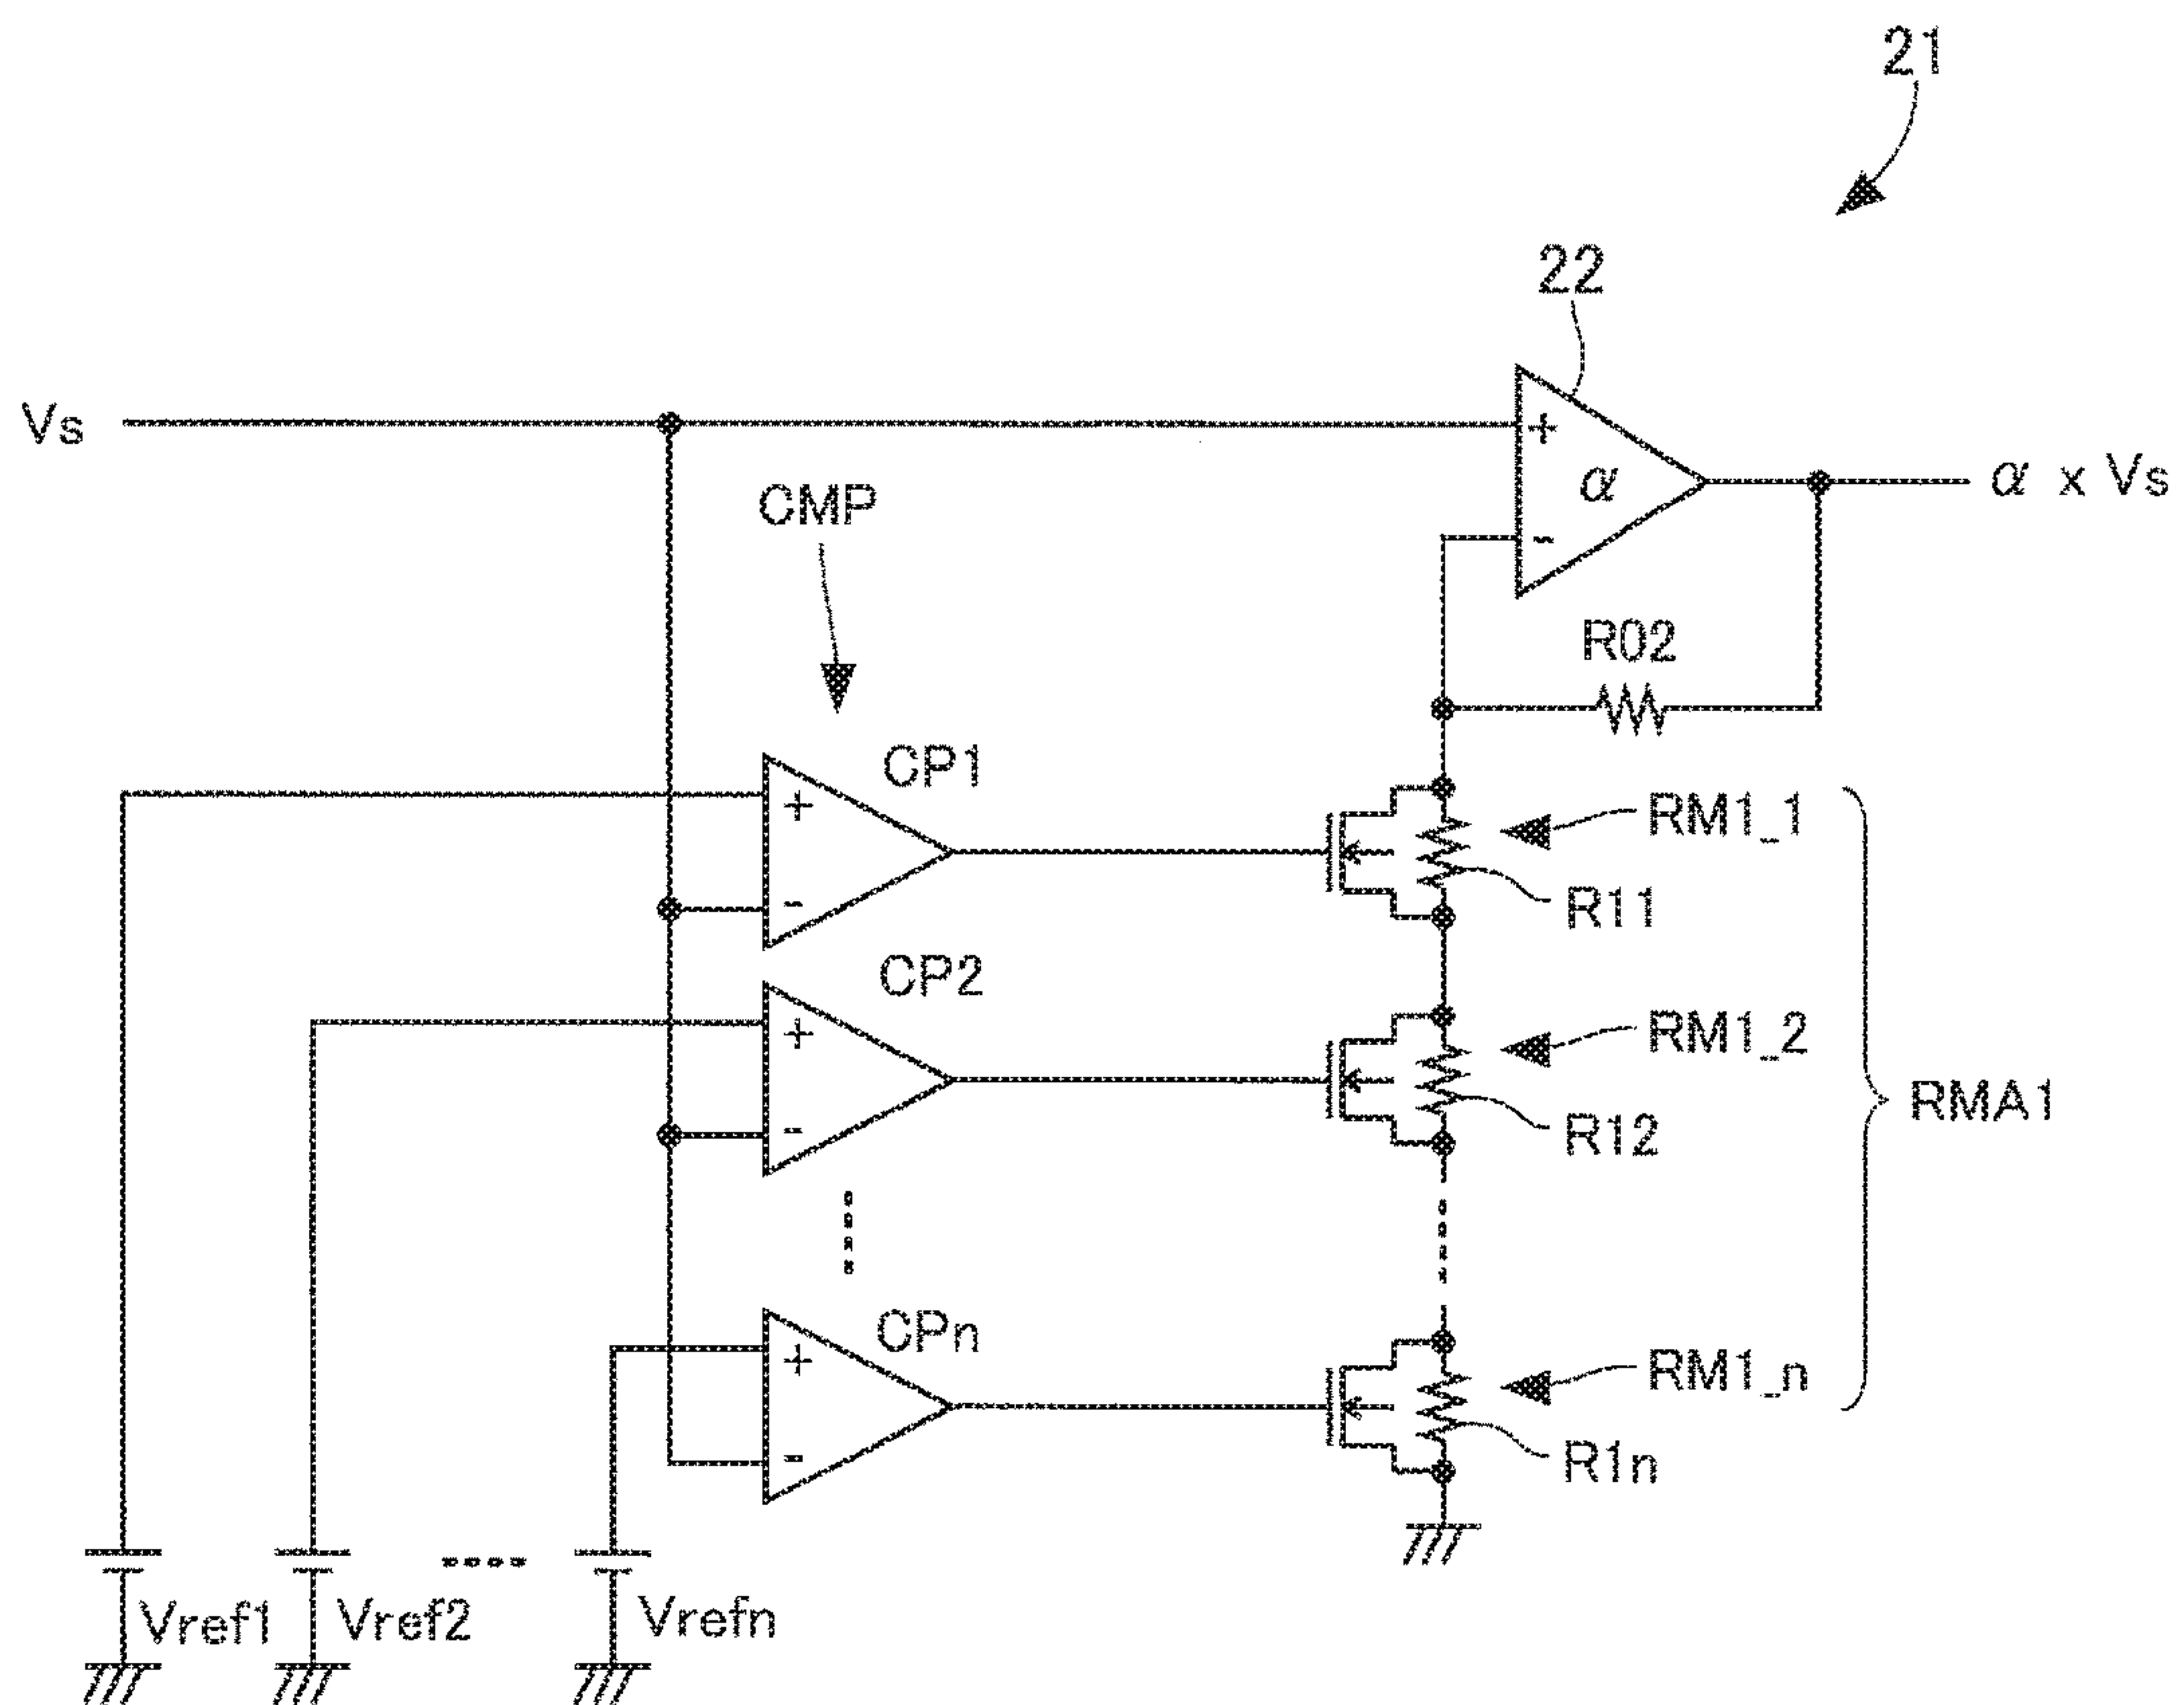 21
22
Vs
+
α
-
α x Vs
CMP
R02
CP1
+
-
RM1_1
R11
CP2
+
-
RM1_2
R12
RMA1
CPn
+
-
RM1_n
R1n
Vref1
Vref2
Vrefn